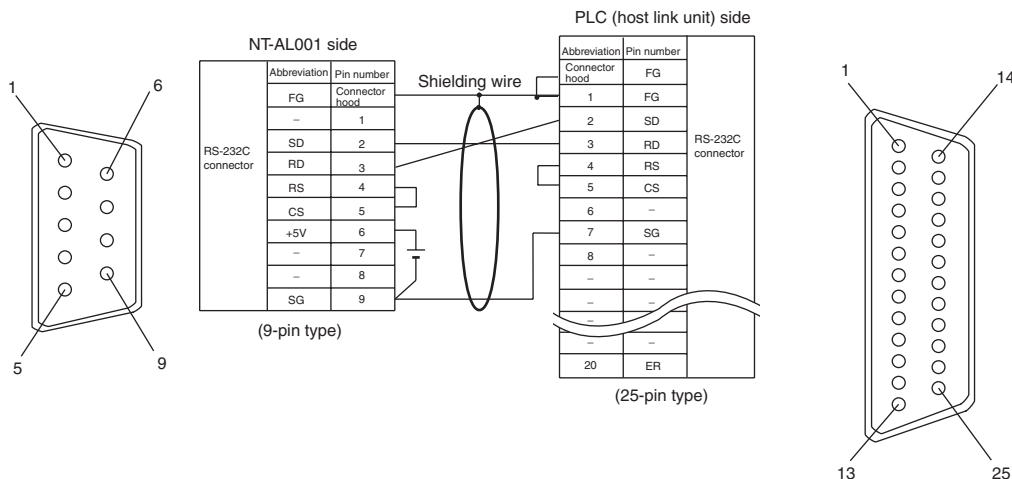 PLC (host link unit) side
NT-AL001 side
Abbreviation Pin number
Connector hood FG
1 FG
2 SD
3 RD
4 RS
5 CS
6 –
7 SG
8 –
– –
– –
– –
– –
20 ER
RS-232C connector
(25-pin type)
Abbreviation Pin number
FG Connector hood
– 1
SD 2
RD 3
RS 4
CS 5
+5V 6
– 7
– 8
SG 9
RS-232C connector
(9-pin type)
Shielding wire
1
6
5
9
1
14
13
25